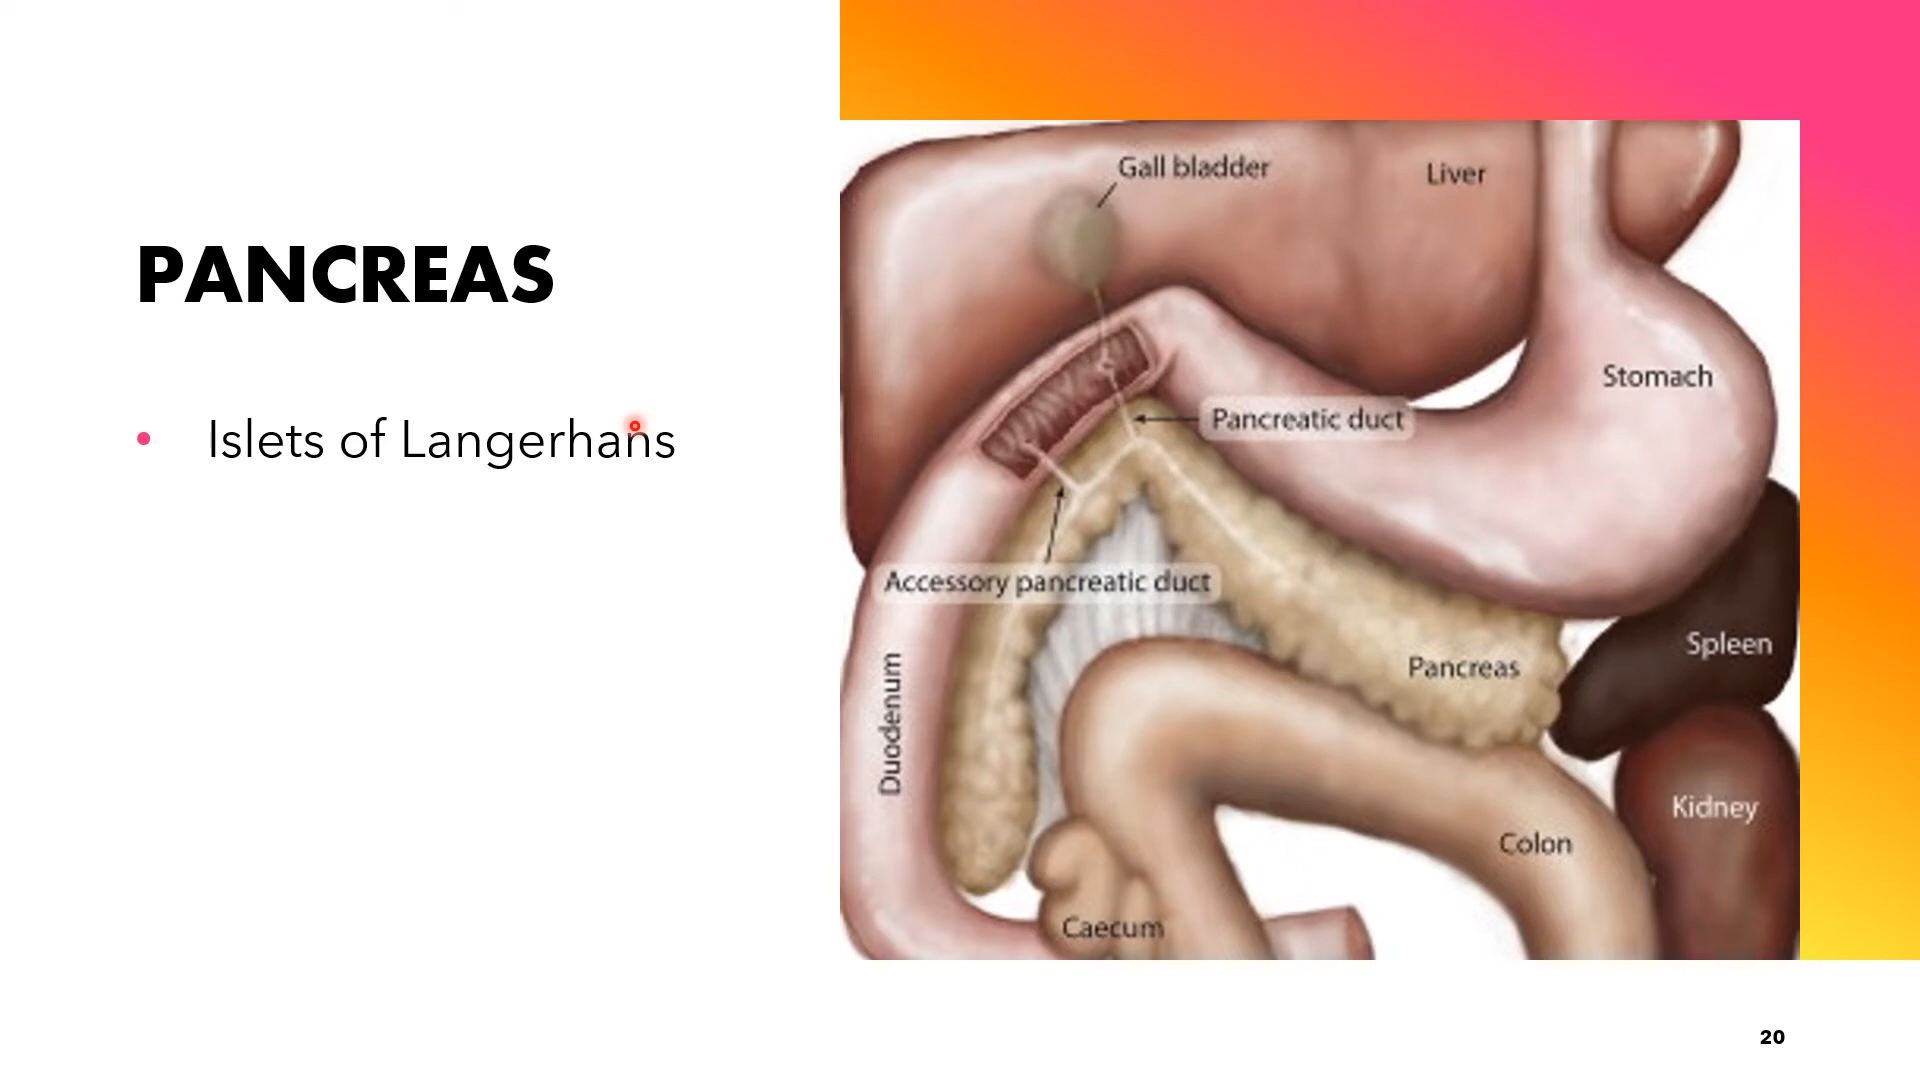 PANCREAS
• Islets of Langerhans
Gall bladder
Liver
Stomach
Pancreatic duct
Accessory pancreatic duct
Duodenum
Pancreas
Spleen
Kidney
Colon
Caecum
20